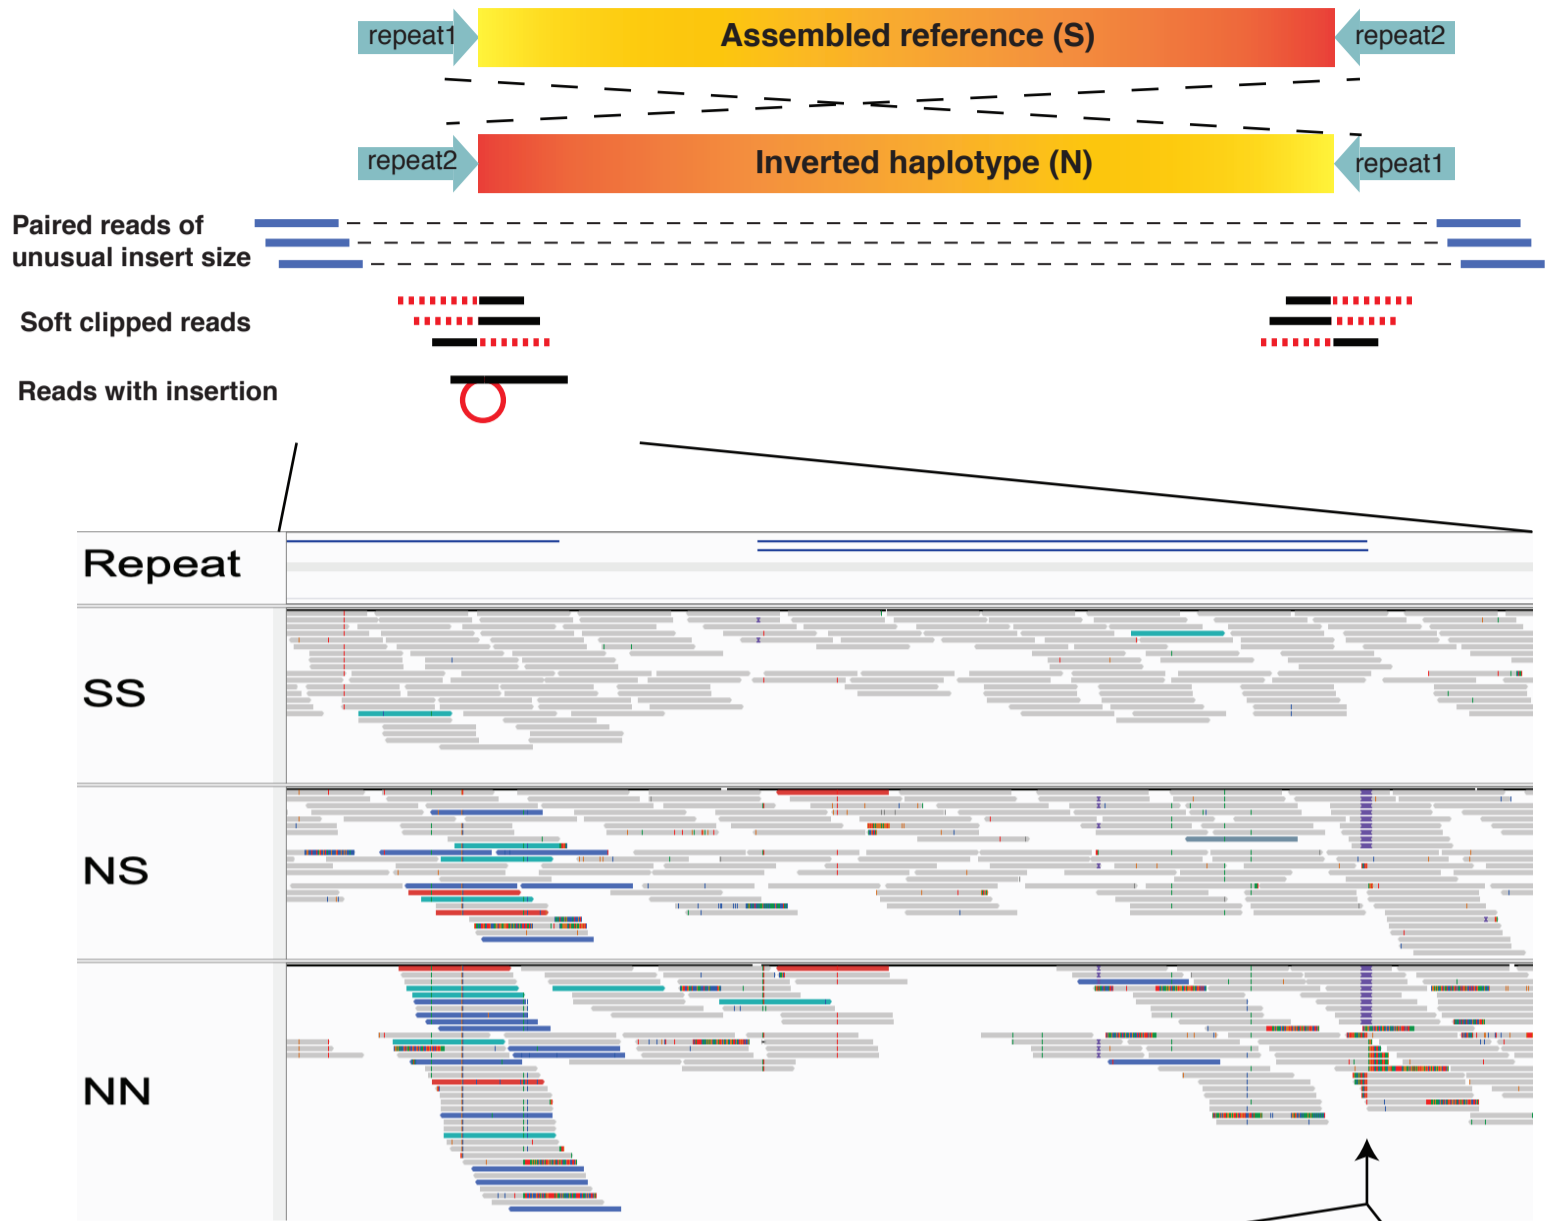 repeat1 Assembled reference (S) repeat2
repeat2 Inverted haplotype (N) repeat1
Paired reads of
unusual insert size
Soft clipped reads
Reads with insertion
Repeat
SS
NS
NN